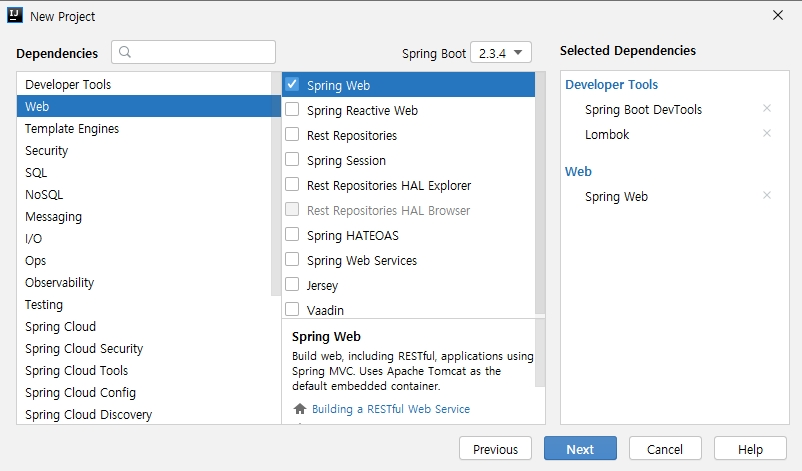 IJ
New Project
Dependencies
Spring Boot 2.3.4
Selected Dependencies
Developer Tools
Web
Template Engines
Security
SQL
NoSQL
Messaging
I/O
Ops
Observability
Testing
Spring Cloud
Spring Cloud Security
Spring Cloud Tools
Spring Cloud Config
Spring Cloud Discovery
Spring Web
Spring Reactive Web
Rest Repositories
Spring Session
Rest Repositories HAL Explorer
Rest Repositories HAL Browser
Spring HATEOAS
Spring Web Services
Jersey
Vaadin
Spring Web
Build web, including RESTful, applications using
Spring MVC. Uses Apache Tomcat as the
default embedded container.
Building a RESTful Web Service
Developer Tools
Spring Boot DevTools
Lombok
Web
Spring Web
Previous
Next
Cancel
Help